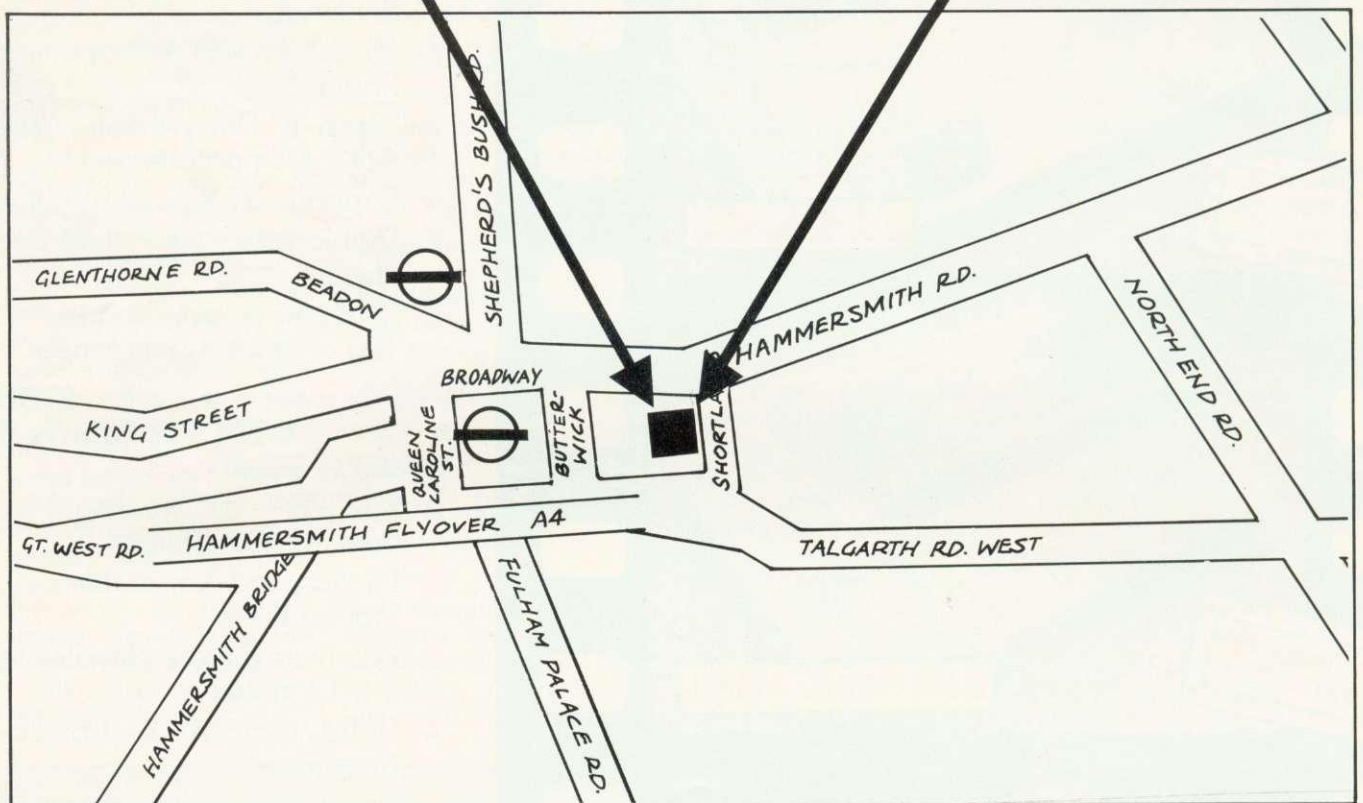 SHEPHERD'S BUSH RD.
GLENTHORNE RD.
BEADON
HAMMERSMITH RD.
NORTH END RD.
BROADWAY
KING STREET
QUEEN
CAROLINE
ST.
BUTTER-
WICK
SHORTLANDS
GT. WEST RD.
HAMMERSMITH FLYOVER A4
TALGARTH RD. WEST
HAMMERSMITH BRIDGE
FULHAM PALACE RD.